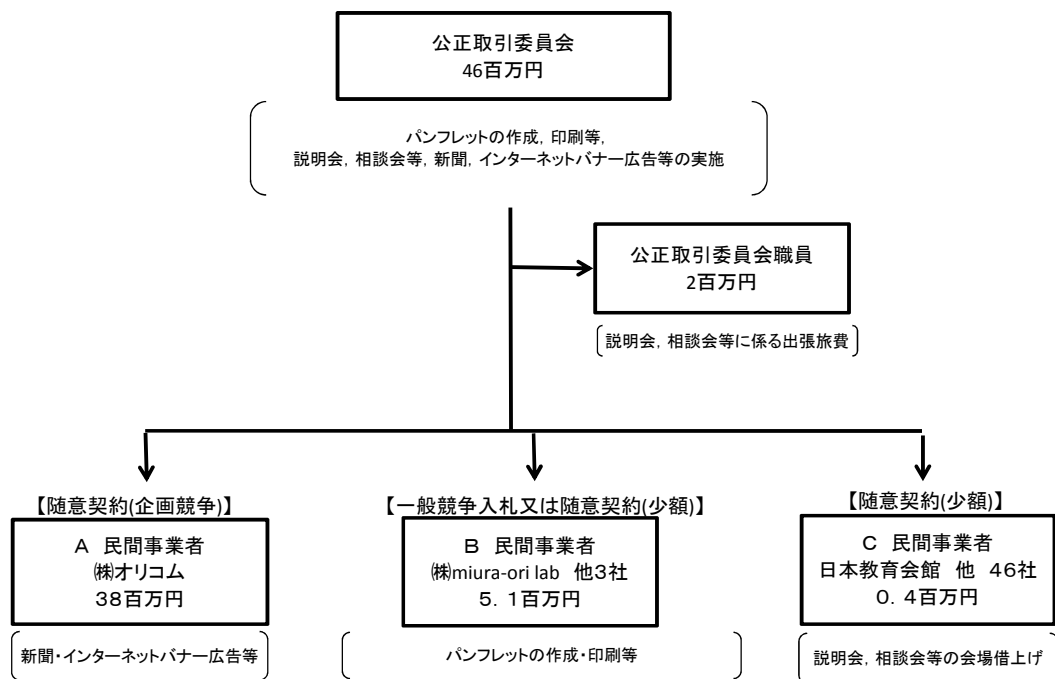 公正取引委員会
46百万円
パンフレットの作成, 印刷等,
説明会, 相談会等, 新聞, インターネットバナー広告等の実施
公正取引委員会職員
2百万円
説明会, 相談会等に係る出張旅費
【随意契約(企画競争)】
A 民間事業者
㈱オリコム
38百万円
新聞・インターネットバナー広告等
【一般競争入札又は随意契約(少額)】
B 民間事業者
㈱miura-ori lab 他3社
5.1百万円
パンフレットの作成・印刷等
【随意契約(少額)】
C 民間事業者
日本教育会館 他 46社
0.4百万円
説明会, 相談会等の会場借上げ